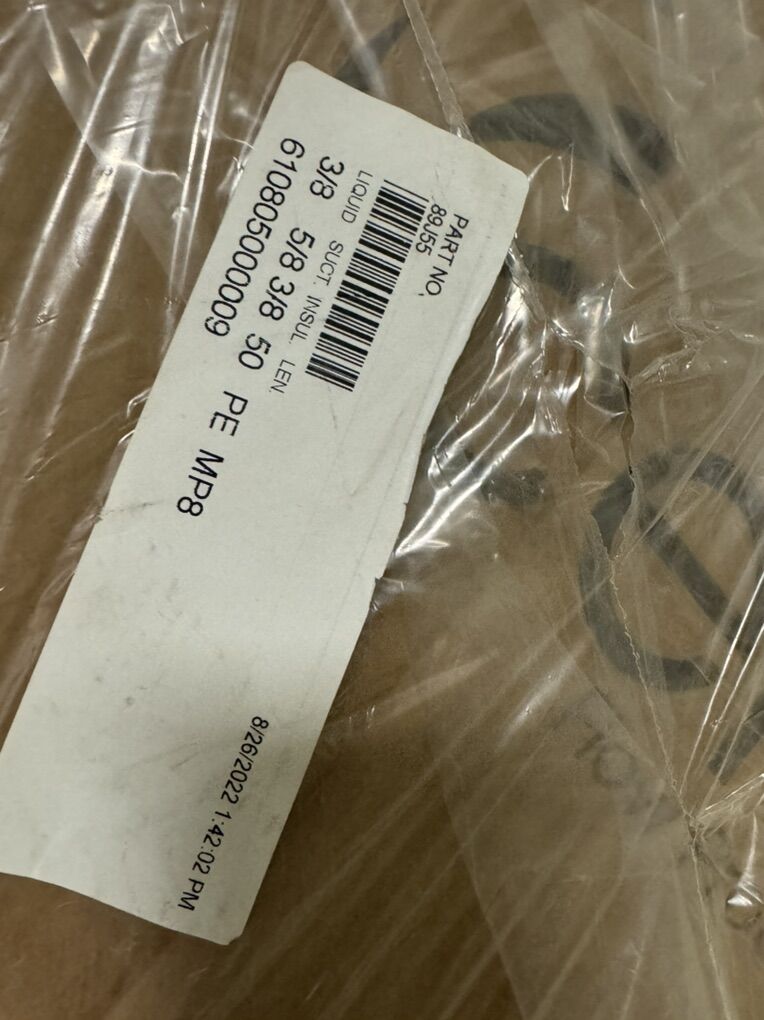 PART NO,
89J55
LIQUID SUCT. INSUL. LEN.
3/8 5/8 3/8 50 PE MP8
610805000009
8/26/2022 1:42:02 PM